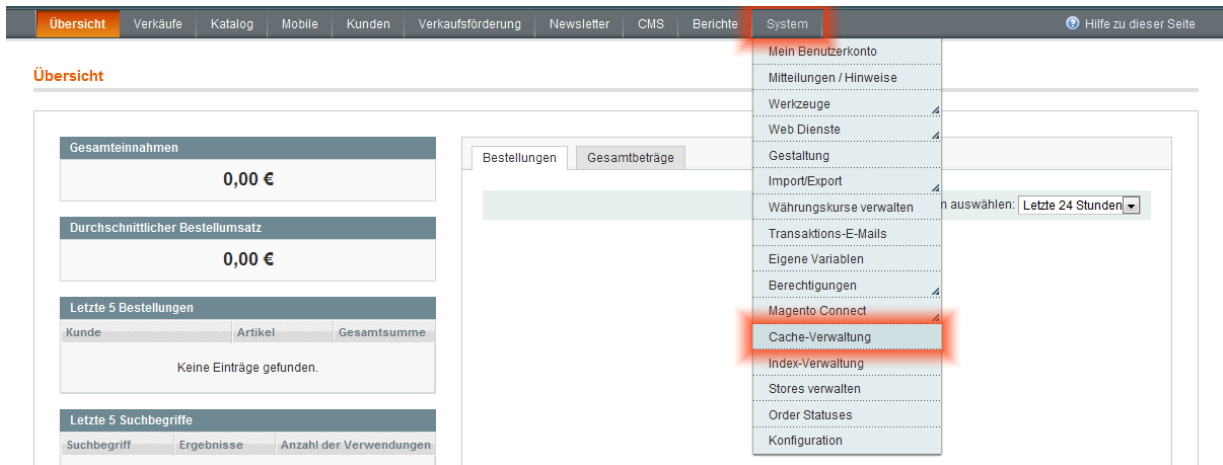 Übersicht Verkäufe Katalog Mobile Kunden Verkaufsförderung Newsletter CMS Berichte System Hilfe zu dieser Seite
Übersicht
Mein Benutzerkonto
Mitteilungen / Hinweise
Werkzeuge
Web Dienste
Gestaltung
Import/Export
Währungskurse verwalten
Transaktions-E-Mails
Eigene Variablen
Berechtigungen
Magento Connect
Cache-Verwaltung
Index-Verwaltung
Stores verwalten
Order Statuses
Konfiguration
Gesamteinnahmen
0,00 €
Durchschnittlicher Bestellumsatz
0,00 €
Letzte 5 Bestellungen
Kunde Artikel Gesamtsumme
Keine Einträge gefunden.
Letzte 5 Suchbegriffe
Suchbegriff Ergebnisse Anzahl der Verwendungen
Bestellungen Gesamtbeträge
auswählen: Letzte 24 Stunden